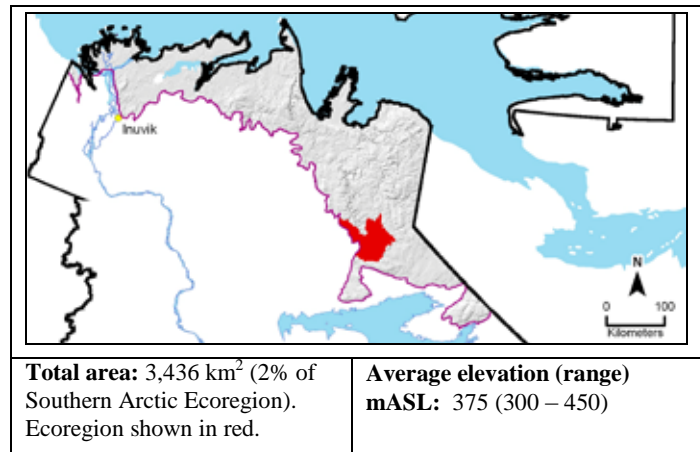 Inuvik
N
0 100
Kilometers
Total area: 3,436 km² (2% of
Southern Arctic Ecoregion).
Ecoregion shown in red.
Average elevation (range)
mASL: 375 (300 – 450)